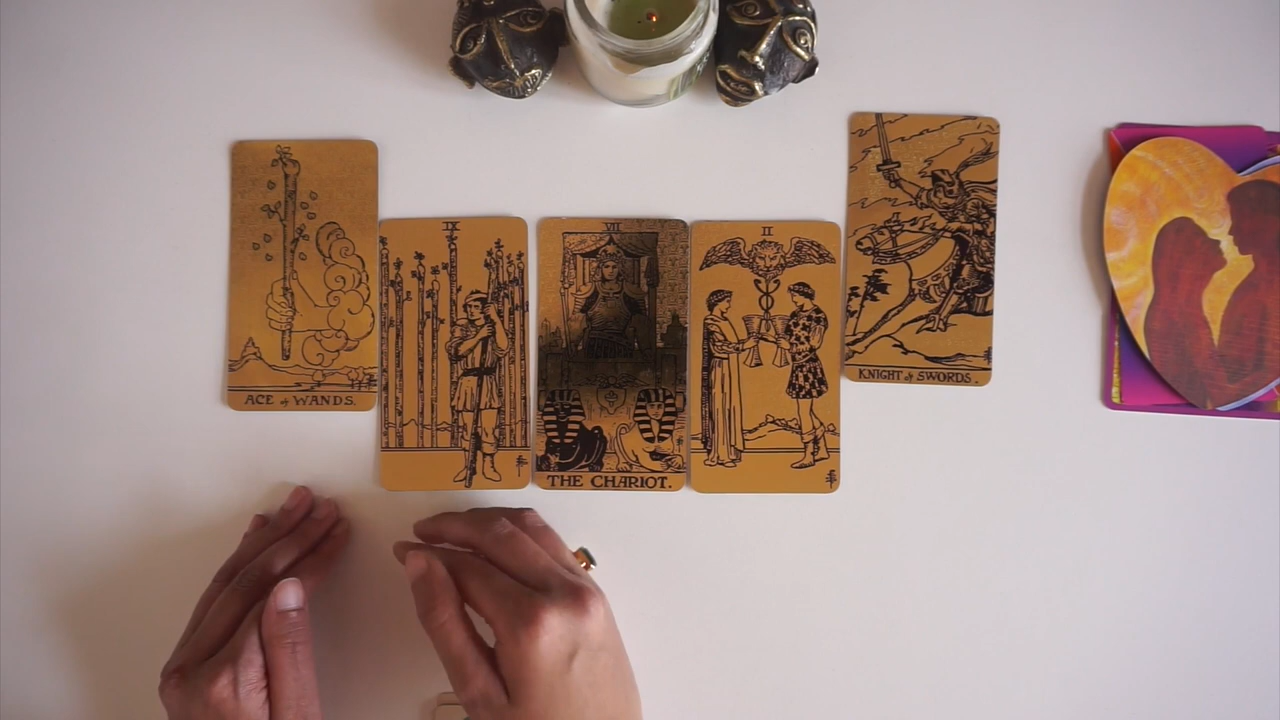 ACE of WANDS.
IX
VII
THE CHARIOT.
II
KNIGHT of SWORDS.